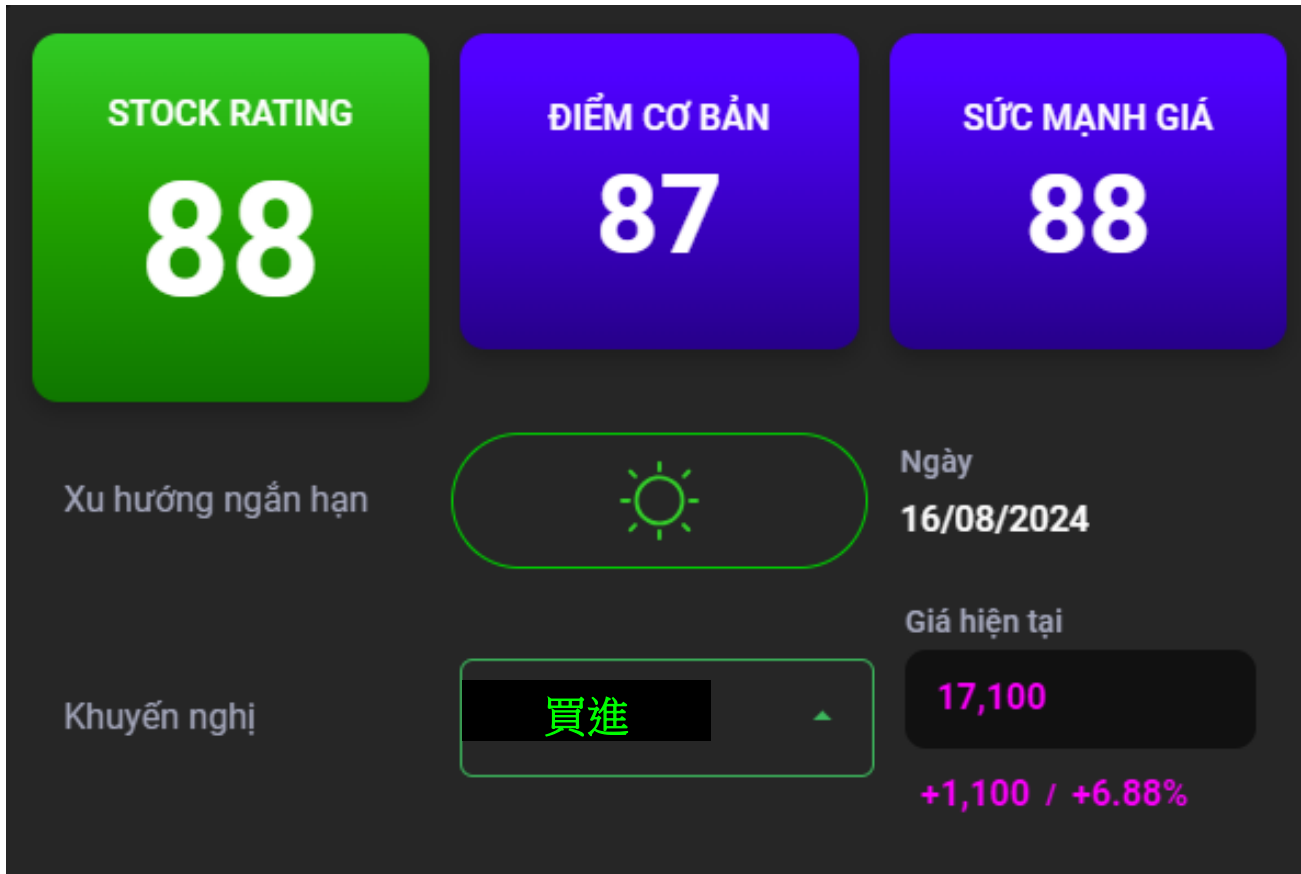 STOCK RATING
88
ĐIỂM CƠ BẢN
87
SỨC MẠNH GIÁ
88
Xu hướng ngắn hạn
Ngày
16/08/2024
Khuyến nghị
買進
Giá hiện tại
17,100
+1,100 / +6.88%